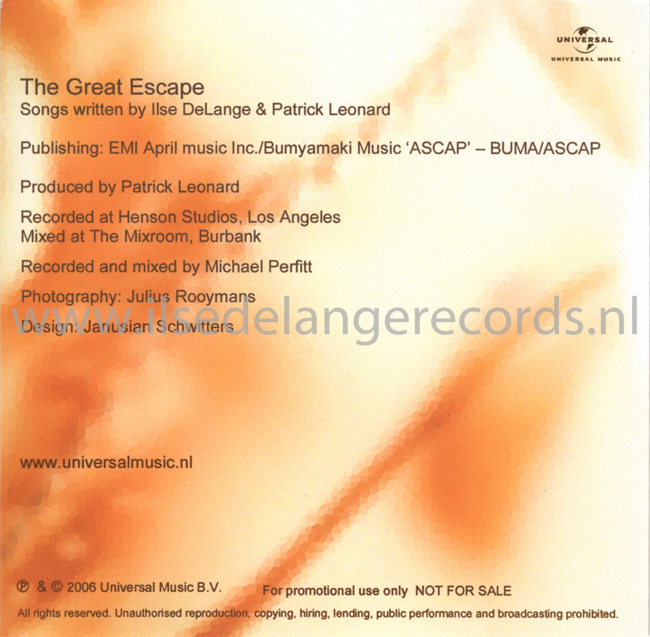 UNIVERSAL
UNIVERSAL MUSIC
The Great Escape
Songs written by Ilse DeLange & Patrick Leonard
Publishing: EMI April music Inc./Bumyamaki Music ‘ASCAP’ – BUMA/ASCAP
Produced by Patrick Leonard
Recorded at Henson Studios, Los Angeles
Mixed at The Mixroom, Burbank
Recorded and mixed by Michael Perfitt
Photography: Julius Rooymans
www.ilsedelangerecords.nl
Design: Janusian Schwitters
www.universalmusic.nl
℗ & © 2006 Universal Music B.V. For promotional use only NOT FOR SALE
All rights reserved. Unauthorised reproduction, copying, hiring, lending, public performance and broadcasting prohibited.